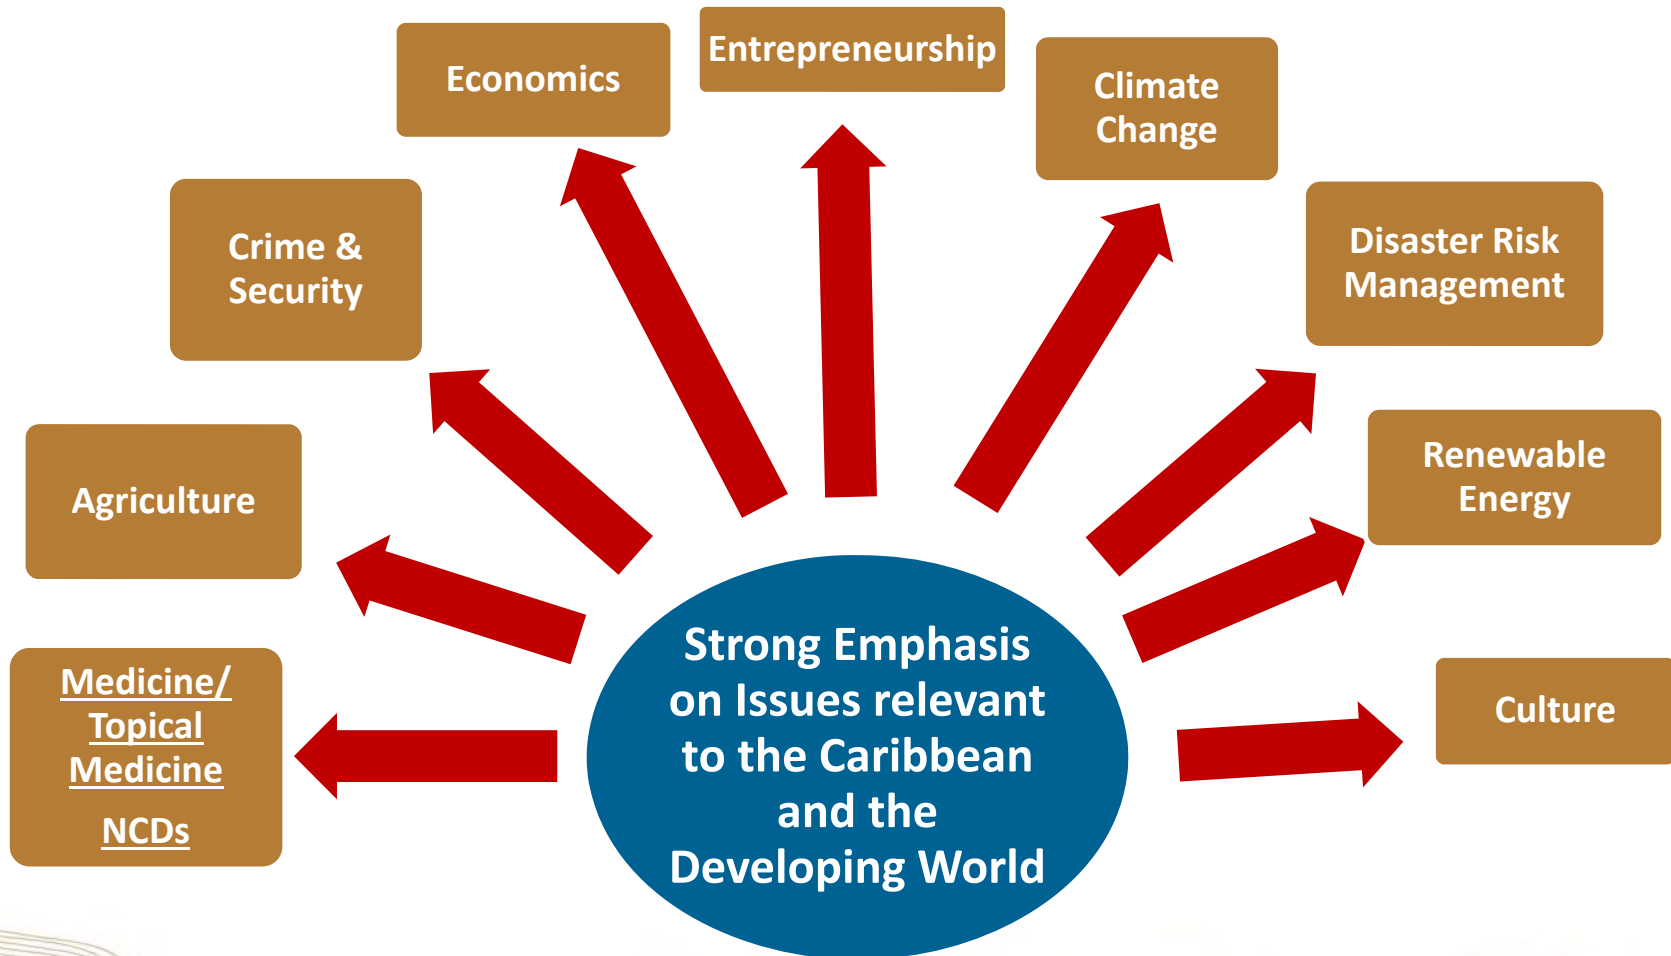 Entrepreneurship
Economics
Climate
Change
Crime &
Security
Disaster Risk
Management
Agriculture
Renewable
Energy
Medicine/
Topical
Medicine
NCDs
Culture
Strong Emphasis
on Issues relevant
to the Caribbean
and the
Developing World